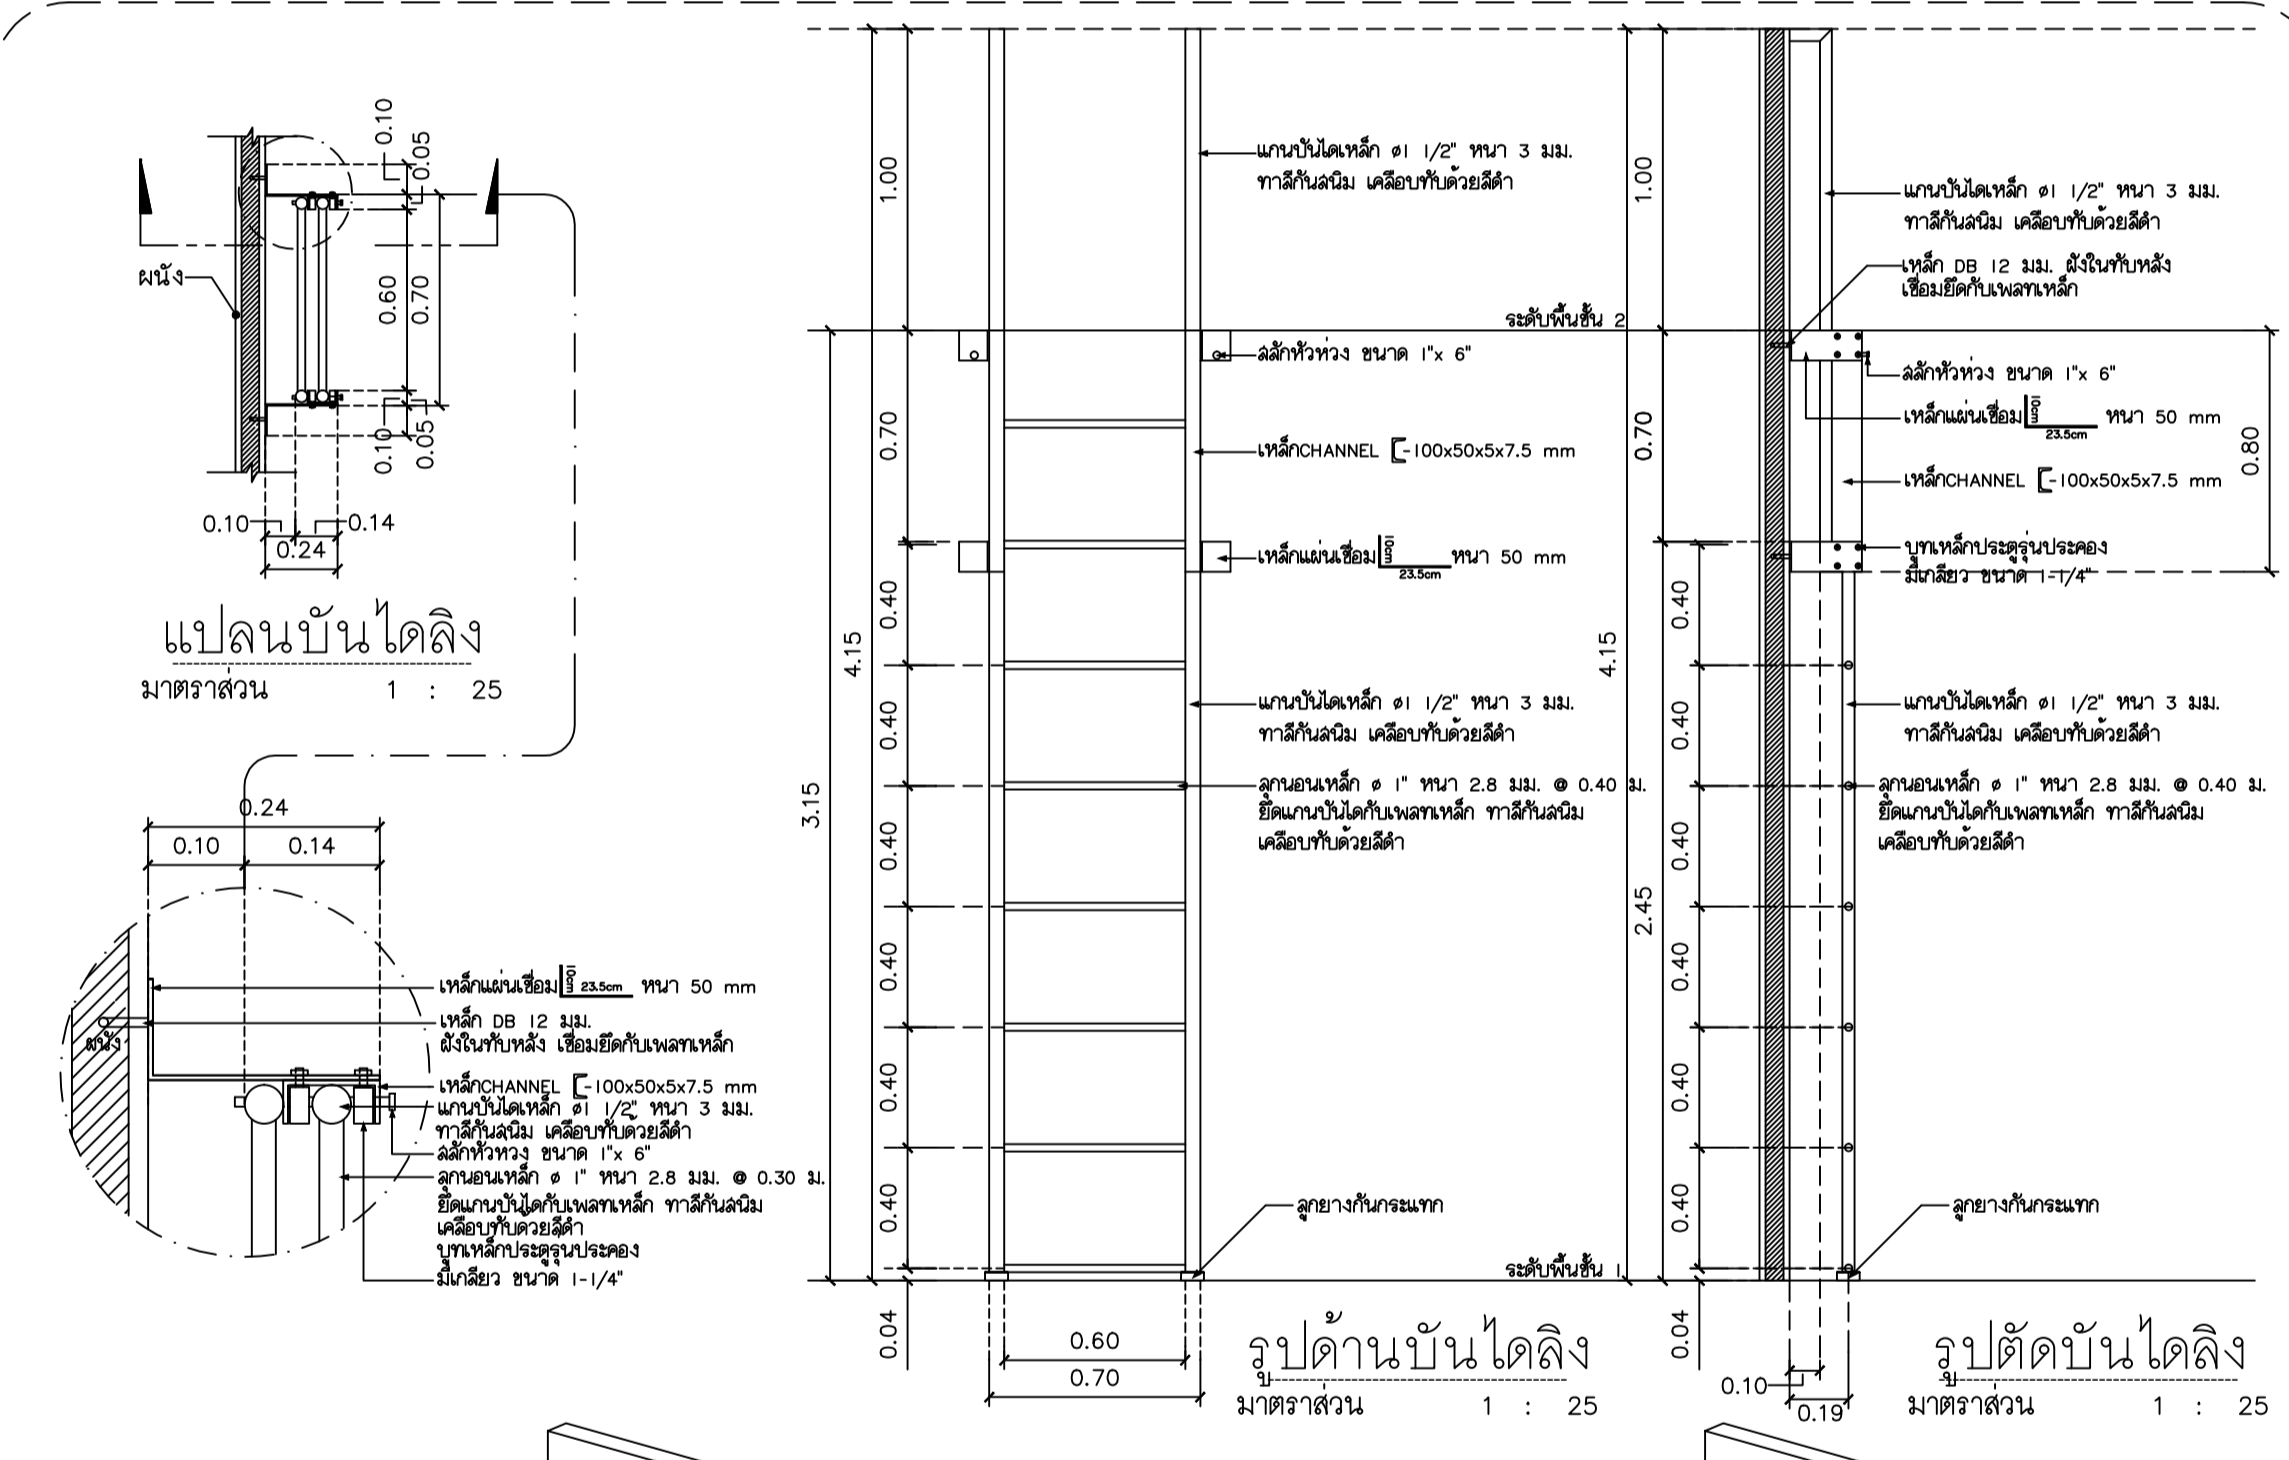 0.10
0.05
0.60
0.70
ผนัง
0.10
0.05
0.10
0.14
0.24
แปลนบันไดลิง
มาตราส่วน 1 : 25
0.24
0.10
0.14
เหล็กแผ่นเชื่อม 10cm 23.5cm หนา 50 mm
เหล็ก DB 12 มม.
ฝังในทับหลัง เชื่อมยึดกับเพลทเหล็ก
ผนัง
เหล็กCHANNEL [-100x50x5x7.5 mm
แกนบันไดเหล็ก ø1 1/2" หนา 3 มม.
ทาสีกันสนิม เคลือบทับด้วยสีดำ
สลักหัวห่วง ขนาด 1"x 6"
ลูกนอนเหล็ก ø 1" หนา 2.8 มม. @ 0.30 ม.
ยึดแกนบันไดกับเพลทเหล็ก ทาสีกันสนิม
เคลือบทับด้วยสีดำ
บูทเหล็กประตูรุ่นประคอง
มีเกลียว ขนาด 1-1/4"
1.00
0.70
0.40
0.40
0.40
0.40
0.40
0.40
0.04
4.15
3.15
แกนบันไดเหล็ก ø1 1/2" หนา 3 มม.
ทาสีกันสนิม เคลือบทับด้วยสีดำ
ระดับพื้นชั้น 2
สลักหัวห่วง ขนาด 1"x 6"
เหล็กCHANNEL [-100x50x5x7.5 mm
เหล็กแผ่นเชื่อม 10cm 23.5cm หนา 50 mm
แกนบันไดเหล็ก ø1 1/2" หนา 3 มม.
ทาสีกันสนิม เคลือบทับด้วยสีดำ
ลูกนอนเหล็ก ø 1" หนา 2.8 มม. @ 0.40 ม.
ยึดแกนบันไดกับเพลทเหล็ก ทาสีกันสนิม
เคลือบทับด้วยสีดำ
ลูกยางกันกระแทก
ระดับพื้นชั้น 1
0.60
0.70
รูปด้านบันไดลิง
มาตราส่วน 1 : 25
1.00
0.70
4.15
2.45
0.40
0.40
0.40
0.40
0.40
0.40
0.04
0.80
แกนบันไดเหล็ก ø1 1/2" หนา 3 มม.
ทาสีกันสนิม เคลือบทับด้วยสีดำ
เหล็ก DB 12 มม. ฝังในทับหลัง
เชื่อมยึดกับเพลทเหล็ก
สลักหัวห่วง ขนาด 1"x 6"
เหล็กแผ่นเชื่อม 10cm 23.5cm หนา 50 mm
เหล็กCHANNEL [-100x50x5x7.5 mm
บูทเหล็กประตูรุ่นประคอง
มีเกลียว ขนาด 1-1/4"
แกนบันไดเหล็ก ø1 1/2" หนา 3 มม.
ทาสีกันสนิม เคลือบทับด้วยสีดำ
ลูกนอนเหล็ก ø 1" หนา 2.8 มม. @ 0.40 ม.
ยึดแกนบันไดกับเพลทเหล็ก ทาสีกันสนิม
เคลือบทับด้วยสีดำ
ลูกยางกันกระแทก
0.10
0.19
รูปตัดบันไดลิง
มาตราส่วน 1 : 25